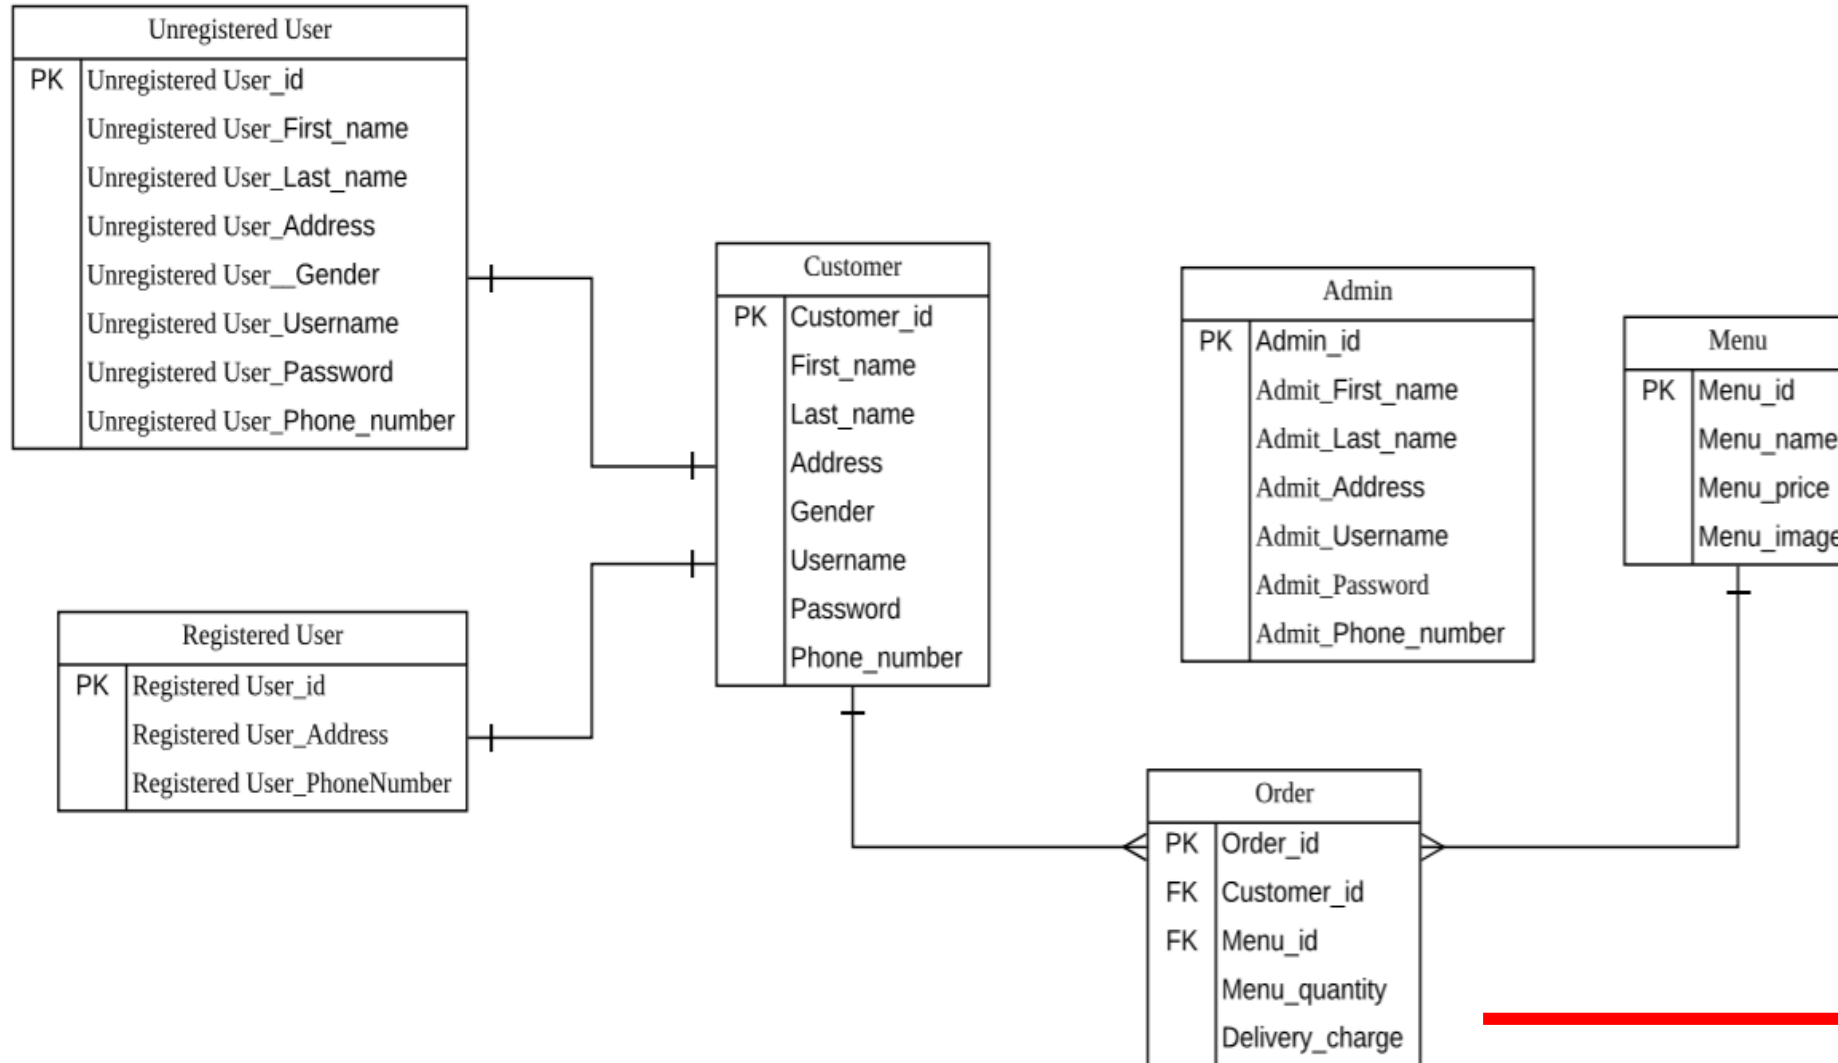 Unregistered User
PK Unregistered User_id
Unregistered User_First_name
Unregistered User_Last_name
Unregistered User_Address
Unregistered User__Gender
Unregistered User_Username
Unregistered User_Password
Unregistered User_Phone_number
Registered User
PK Registered User_id
Registered User_Address
Registered User_PhoneNumber
Customer
PK Customer_id
First_name
Last_name
Address
Gender
Username
Password
Phone_number
Admin
PK Admin_id
Admit_First_name
Admit_Last_name
Admit_Address
Admit_Username
Admit_Password
Admit_Phone_number
Menu
PK Menu_id
Menu_name
Menu_price
Menu_image
Order
PK Order_id
FK Customer_id
FK Menu_id
Menu_quantity
Delivery_charge